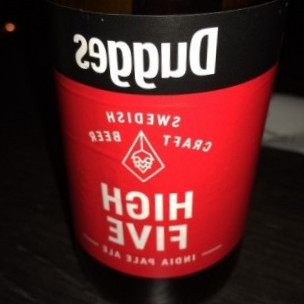 Dugges
SWEDISH
CRAFT BEER
HIGH
FIVE
INDIA PALE ALE